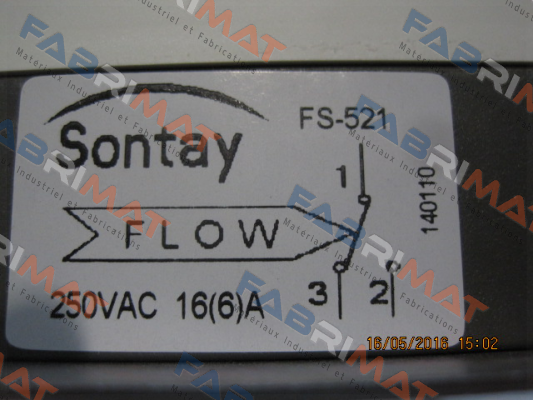 Sontay
FS-521
1
140110
FLOW
3
2
250VAC 16(6)A
16/05/2016 15:02
FABRIMAT
Materiaux Industriel et Fabrications